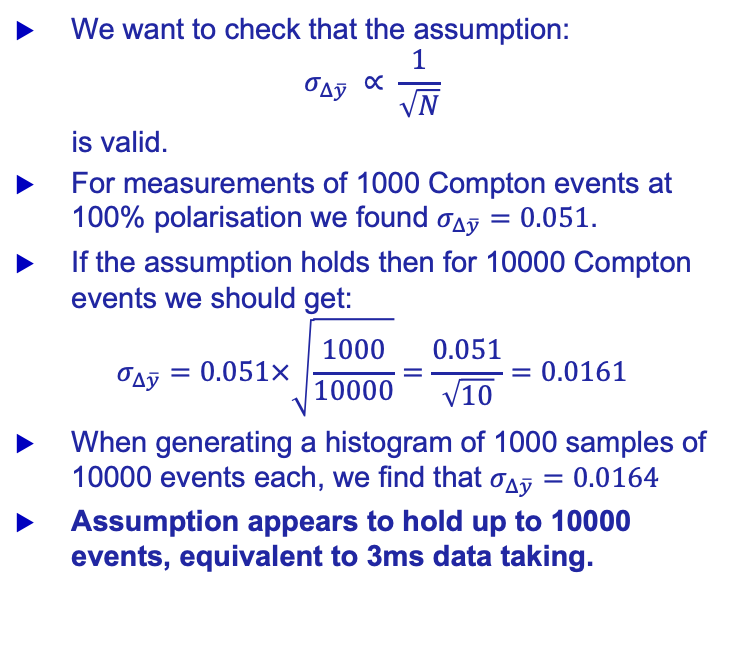 ► We want to check that the assumption:
σ_Δȳ ∝ 1/√N
is valid.
► For measurements of 1000 Compton events at
100% polarisation we found σ_Δȳ = 0.051.
► If the assumption holds then for 10000 Compton
events we should get:
σ_Δȳ = 0.051×√(1000/10000) = 0.051/√10 = 0.0161
► When generating a histogram of 1000 samples of
10000 events each, we find that σ_Δȳ = 0.0164
► Assumption appears to hold up to 10000
events, equivalent to 3ms data taking.